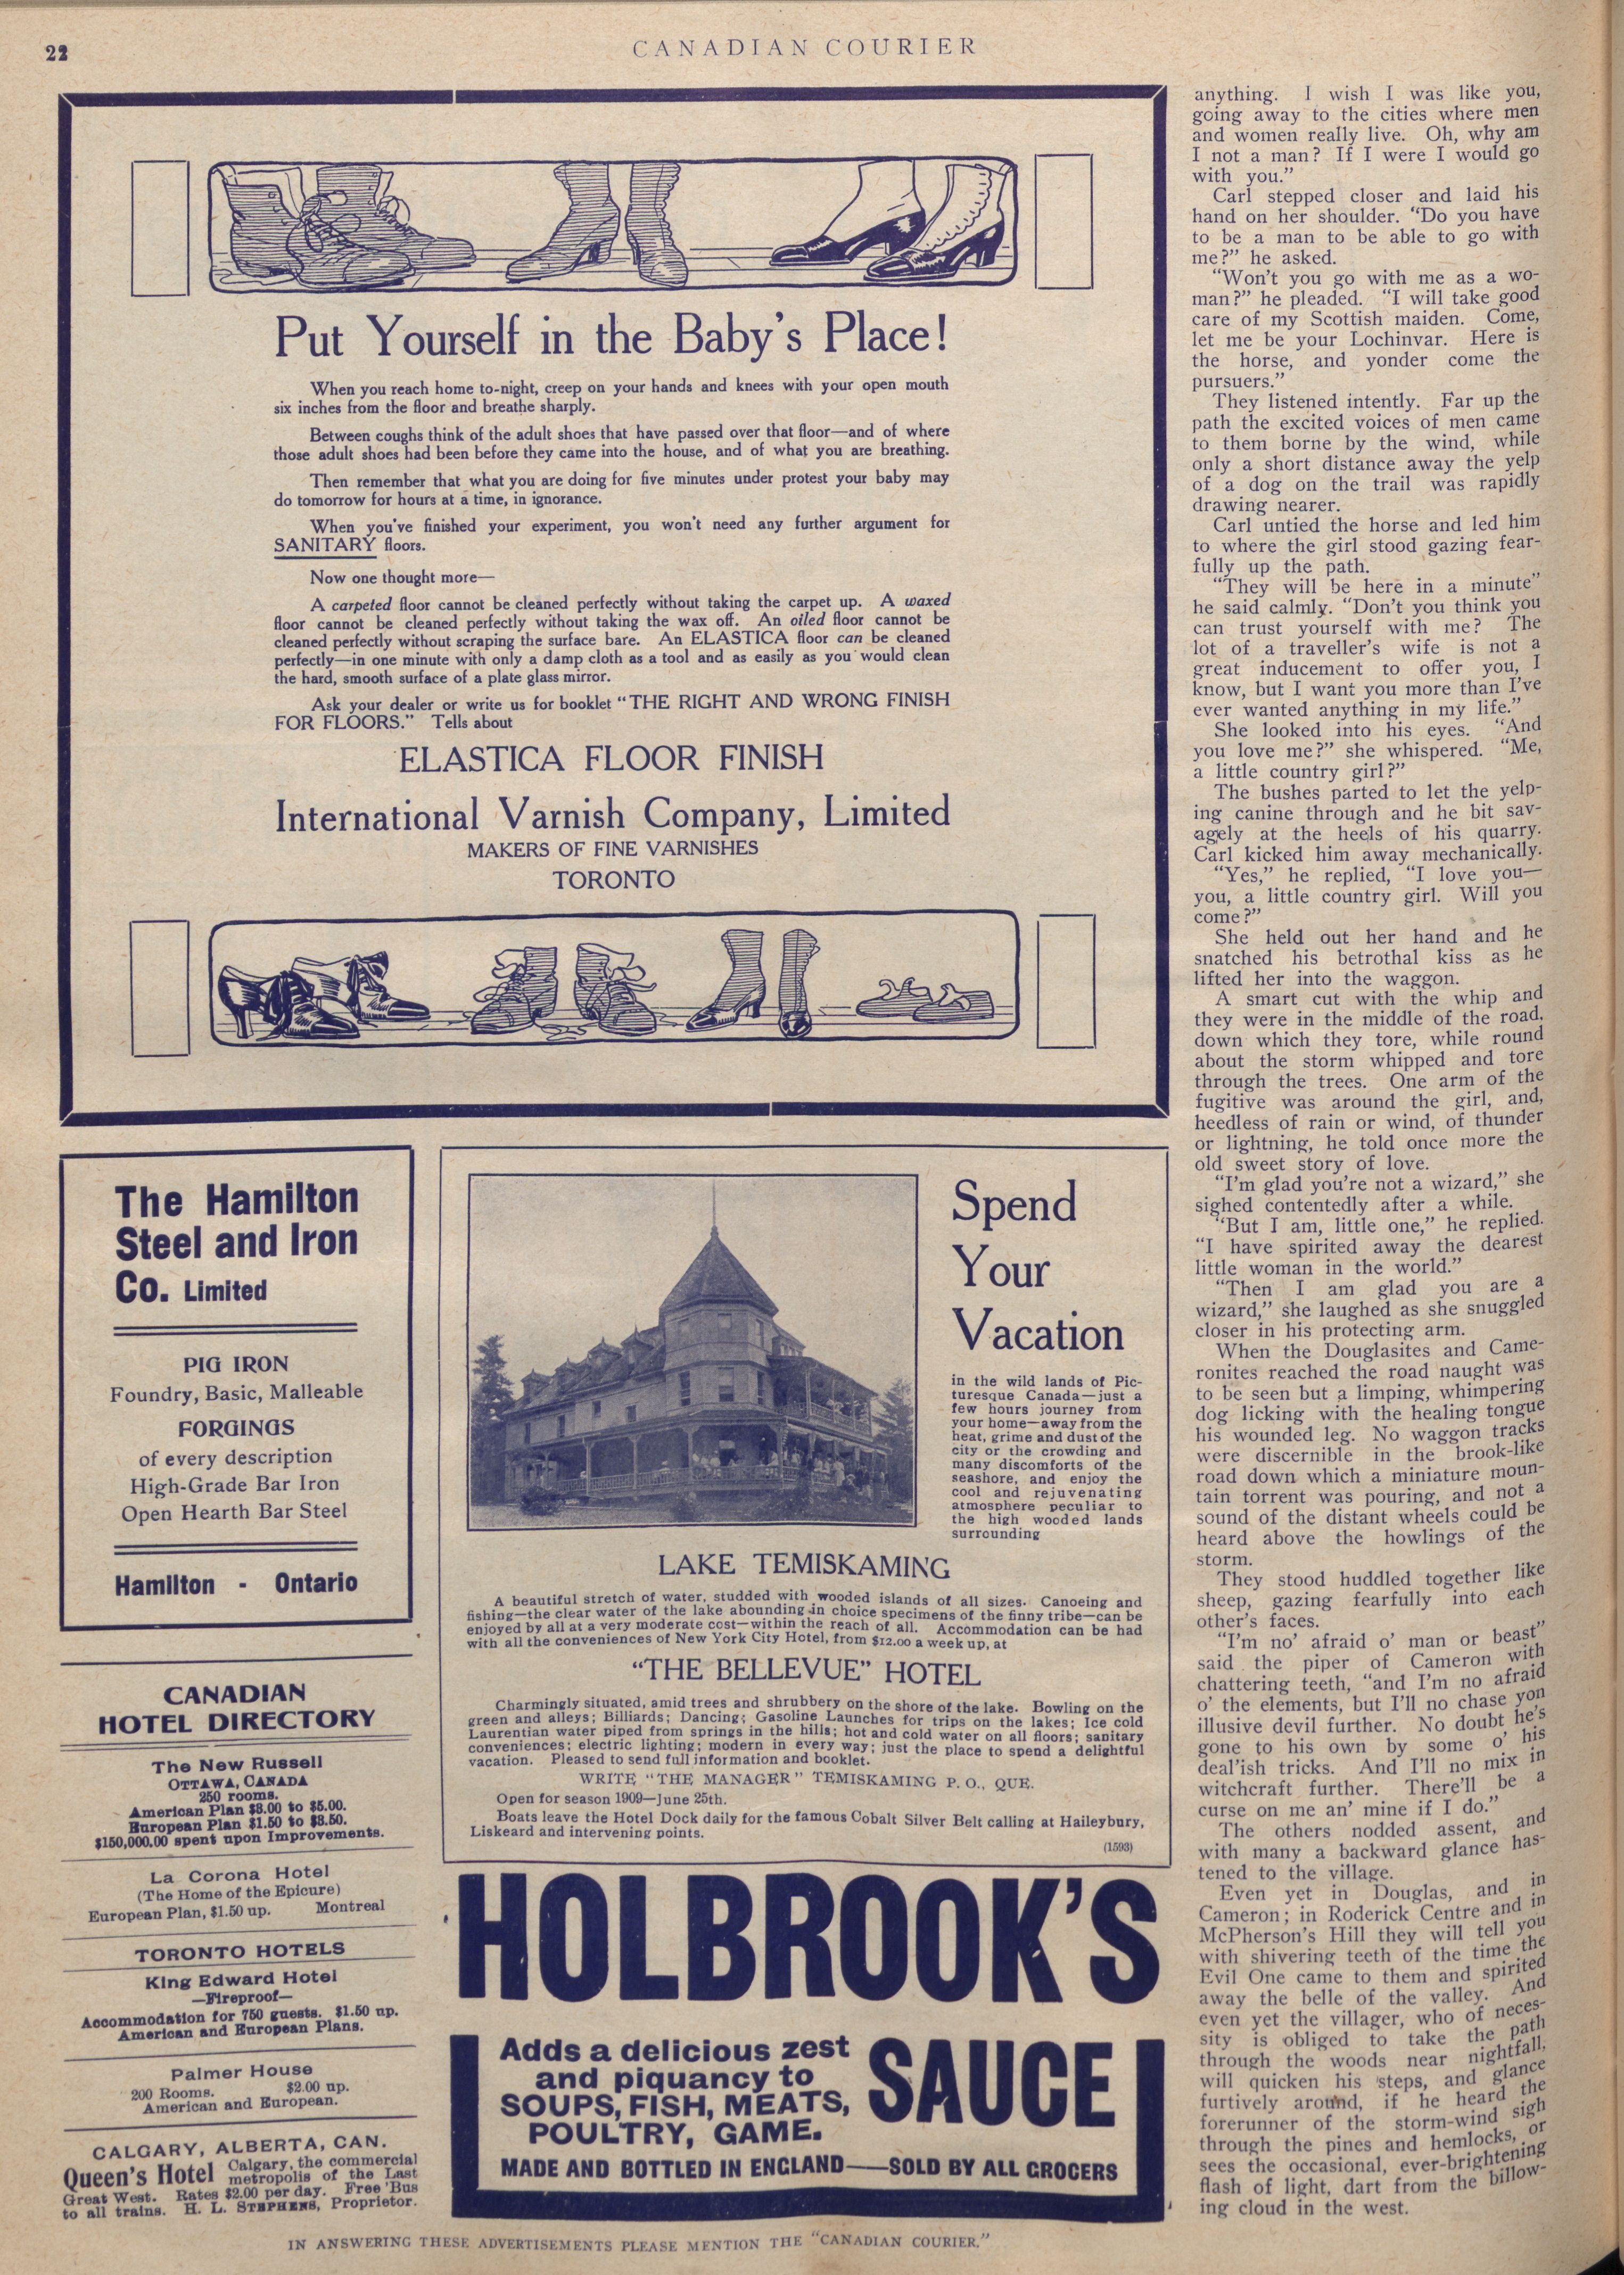 22
CANADIAN COURIER
Put Yourself in the Baby's Place!
When you reach home to-night, creep on your hands and knees with your open mouth
six inches from the floor and breathe sharply.
Between coughs think of the adult shoes that have passed over that floor—and of where
those adult shoes had been before they came into the house, and of what you are breathing.
Then remember that what you are doing for five minutes under protest your baby may
do tomorrow for hours at a time, in ignorance.
When you've finished your experiment, you won't need any further argument for
SANITARY floors.
Now one thought more—
A carpeted floor cannot be cleaned perfectly without taking the carpet up. A waxed
floor cannot be cleaned perfectly without taking the wax off. An oiled floor cannot be
cleaned perfectly without scraping the surface bare. An ELASTICA floor can be cleaned
perfectly—in one minute with only a damp cloth as a tool and as easily as you would clean
the hard, smooth surface of a plate glass mirror.
Ask your dealer or write us for booklet "THE RIGHT AND WRONG FINISH
FOR FLOORS." Tells about
ELASTICA FLOOR FINISH
International Varnish Company, Limited
MAKERS OF FINE VARNISHES
TORONTO
The Hamilton
Steel and Iron
Co. Limited
PIG IRON
Foundry, Basic, Malleable
FORGINGS
of every description
High-Grade Bar Iron
Open Hearth Bar Steel
Hamilton - Ontario
CANADIAN
HOTEL DIRECTORY
The New Russell
OTTAWA, CANADA
250 rooms.
American Plan $3.00 to $5.00.
European Plan $1.50 to $3.50.
$150,000.00 spent upon Improvements.
La Corona Hotel
(The Home of the Epicure)
European Plan, $1.50 up. Montreal
TORONTO HOTELS
King Edward Hotel
—Fireproof—
Accommodation for 750 guests. $1.50 up.
American and European Plans.
Palmer House
200 Rooms. $2.00 up.
American and European.
CALGARY, ALBERTA, CAN.
Queen's Hotel Calgary, the commercial
metropolis of the Last
Great West. Rates $2.00 per day. Free 'Bus
to all trains. H. L. STEPHENS, Proprietor.
Spend
Your
Vacation
in the wild lands of Pic-
turesque Canada—just a
few hours journey from
your home—away from the
heat, grime and dust of the
city or the crowding and
many discomforts of the
seashore, and enjoy the
cool and rejuvenating
atmosphere peculiar to
the high wooded lands
surrounding
LAKE TEMISKAMING
A beautiful stretch of water, studded with wooded islands of all sizes. Canoeing and
fishing—the clear water of the lake abounding in choice specimens of the finny tribe—can be
enjoyed by all at a very moderate cost—within the reach of all. Accommodation can be had
with all the conveniences of New York City Hotel, from $12.00 a week up, at
"THE BELLEVUE" HOTEL
Charmingly situated, amid trees and shrubbery on the shore of the lake. Bowling on the
green and alleys; Billiards; Dancing; Gasoline Launches for trips on the lakes; Ice cold
Laurentian water piped from springs in the hills; hot and cold water on all floors; sanitary
conveniences; electric lighting; modern in every way; just the place to spend a delightful
vacation. Pleased to send full information and booklet.
WRITE "THE MANAGER" TEMISKAMING P. O., QUE.
Open for season 1909—June 25th.
Boats leave the Hotel Dock daily for the famous Cobalt Silver Belt calling at Haileybury,
Liskeard and intervening points.
(1593)
HOLBROOK'S
Adds a delicious zest
and piquancy to
SOUPS, FISH, MEATS,
POULTRY, GAME.
SAUCE
MADE AND BOTTLED IN ENGLAND—SOLD BY ALL GROCERS
anything. I wish I was like you,
going away to the cities where men
and women really live. Oh, why am
I not a man? If I were I would go
with you."
Carl stepped closer and laid his
hand on her shoulder. "Do you have
to be a man to be able to go with
me?" he asked.
"Won't you go with me as a wo-
man?" he pleaded. "I will take good
care of my Scottish maiden. Come,
let me be your Lochinvar. Here is
the horse, and yonder come the
pursuers."
They listened intently. Far up the
path the excited voices of men came
to them borne by the wind, while
only a short distance away the yelp
of a dog on the trail was rapidly
drawing nearer.
Carl untied the horse and led him
to where the girl stood gazing fear-
fully up the path.
"They will be here in a minute"
he said calmly. "Don't you think you
can trust yourself with me? The
lot of a traveller's wife is not a
great inducement to offer you, I
know, but I want you more than I've
ever wanted anything in my life."
She looked into his eyes. "And
you love me?" she whispered. "Me,
a little country girl?"
The bushes parted to let the yelp-
ing canine through and he bit sav-
agely at the heels of his quarry.
Carl kicked him away mechanically.
"Yes," he replied, "I love you—
you, a little country girl. Will you
come?"
She held out her hand and he
snatched his betrothal kiss as he
lifted her into the waggon.
A smart cut with the whip and
they were in the middle of the road,
down which they tore, while round
about the storm whipped and tore
through the trees. One arm of the
fugitive was around the girl, and,
heedless of rain or wind, of thunder
or lightning, he told once more the
old sweet story of love.
"I'm glad you're not a wizard," she
sighed contentedly after a while.
"But I am, little one," he replied.
"I have spirited away the dearest
little woman in the world."
"Then I am glad you are a
wizard," she laughed as she snuggled
closer in his protecting arm.
When the Douglasites and Came-
ronites reached the road naught was
to be seen but a limping, whimpering
dog licking with the healing tongue
his wounded leg. No waggon tracks
were discernible in the brook-like
road down which a miniature moun-
tain torrent was pouring, and not a
sound of the distant wheels could be
heard above the howlings of the
storm.
They stood huddled together like
sheep, gazing fearfully into each
other's faces.
"I'm no' afraid o' man or beast"
said the piper of Cameron with
chattering teeth, "and I'm no afraid
o' the elements, but I'll no chase yon
illusive devil further. No doubt he's
gone to his own by some o' his
deal'ish tricks. And I'll no mix in
witchcraft further. There'll be a
curse on me an' mine if I do."
The others nodded assent, and
with many a backward glance has-
tened to the village.
Even yet in Douglas, and in
Cameron; in Roderick Centre and in
McPherson's Hill they will tell you
with shivering teeth of the time the
Evil One came to them and spirited
away the belle of the valley. And
even yet the villager, who of neces-
sity is obliged to take the path
through the woods near nightfall,
will quicken his steps, and glance
furtively around, if he heard the
forerunner of the storm-wind sigh
through the pines and hemlocks, or
sees the occasional, ever-brightening
flash of light, dart from the billow-
ing cloud in the west.
IN ANSWERING THESE ADVERTISEMENTS PLEASE MENTION THE "CANADIAN COURIER."